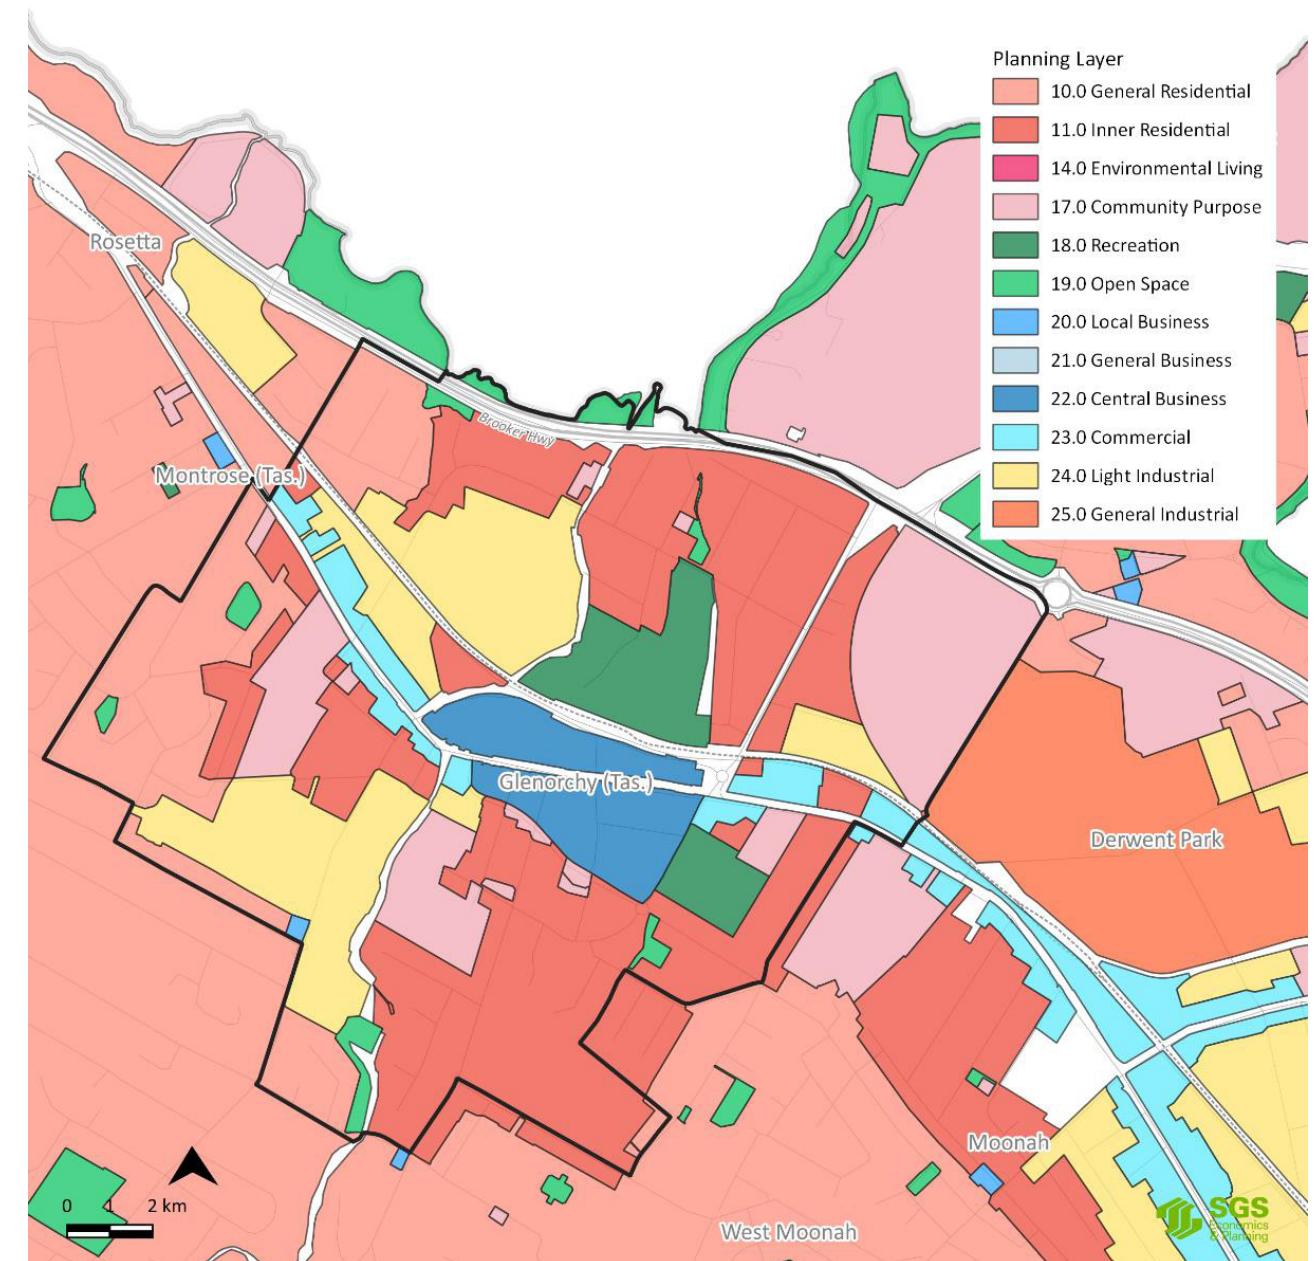 Planning Layer
10.0 General Residential
11.0 Inner Residential
14.0 Environmental Living
17.0 Community Purpose
18.0 Recreation
19.0 Open Space
20.0 Local Business
21.0 General Business
22.0 Central Business
23.0 Commercial
24.0 Light Industrial
25.0 General Industrial
Rosetta
Brooker Hwy
Montrose (Tas.)
Glenorchy (Tas.)
Derwent Park
Moonah
West Moonah
0 1 2 km
SGS
Economics
& Planning